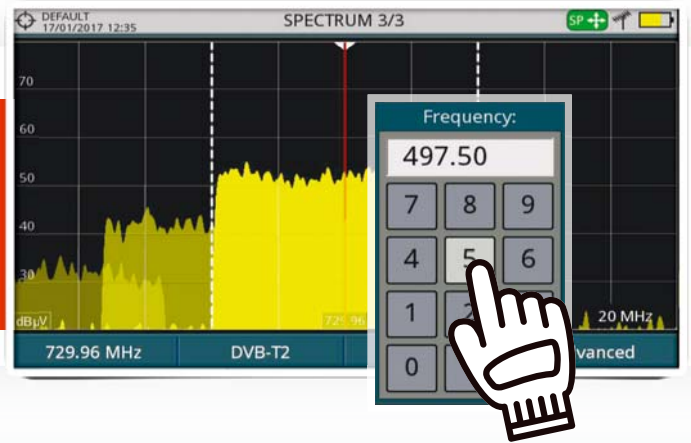 DEFAULT
17/01/2017 12:35
SPECTRUM 3/3
SP
70
60
50
40
30
dBµV
20 MHz
729.96 MHz
DVB-T2
Frequency:
497.50
7 8 9
4 5 6
1 2
0